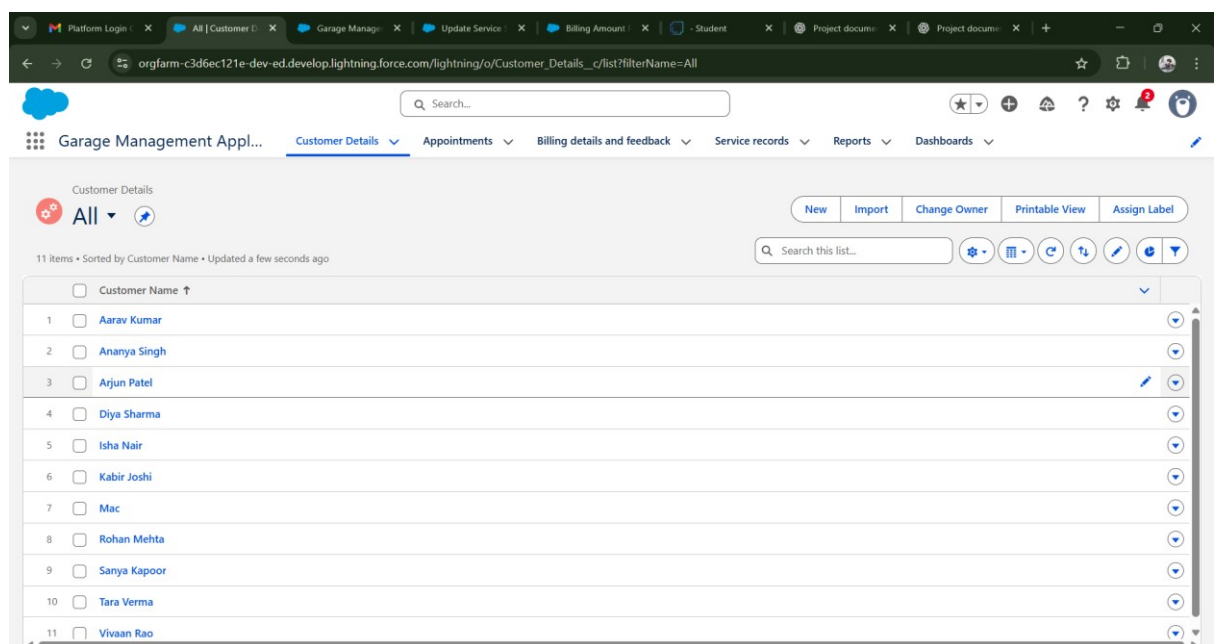 Platform Login C
All | Customer D
Garage Manage
Update Service S
Billing Amount F
- Student
Project docume
Project docume
orgfarm-c3d6ec121e-dev-ed.develop.lightning.force.com/lightning/o/Customer_Details__c/list?filterName=All
Search...
2
Garage Management Appl... Customer Details Appointments Billing details and feedback Service records Reports Dashboards
Customer Details
All
New Import Change Owner Printable View Assign Label
11 items • Sorted by Customer Name • Updated a few seconds ago
Search this list...
Customer Name ↑
1 Aarav Kumar
2 Ananya Singh
3 Arjun Patel
4 Diya Sharma
5 Isha Nair
6 Kabir Joshi
7 Mac
8 Rohan Mehta
9 Sanya Kapoor
10 Tara Verma
11 Vivaan Rao